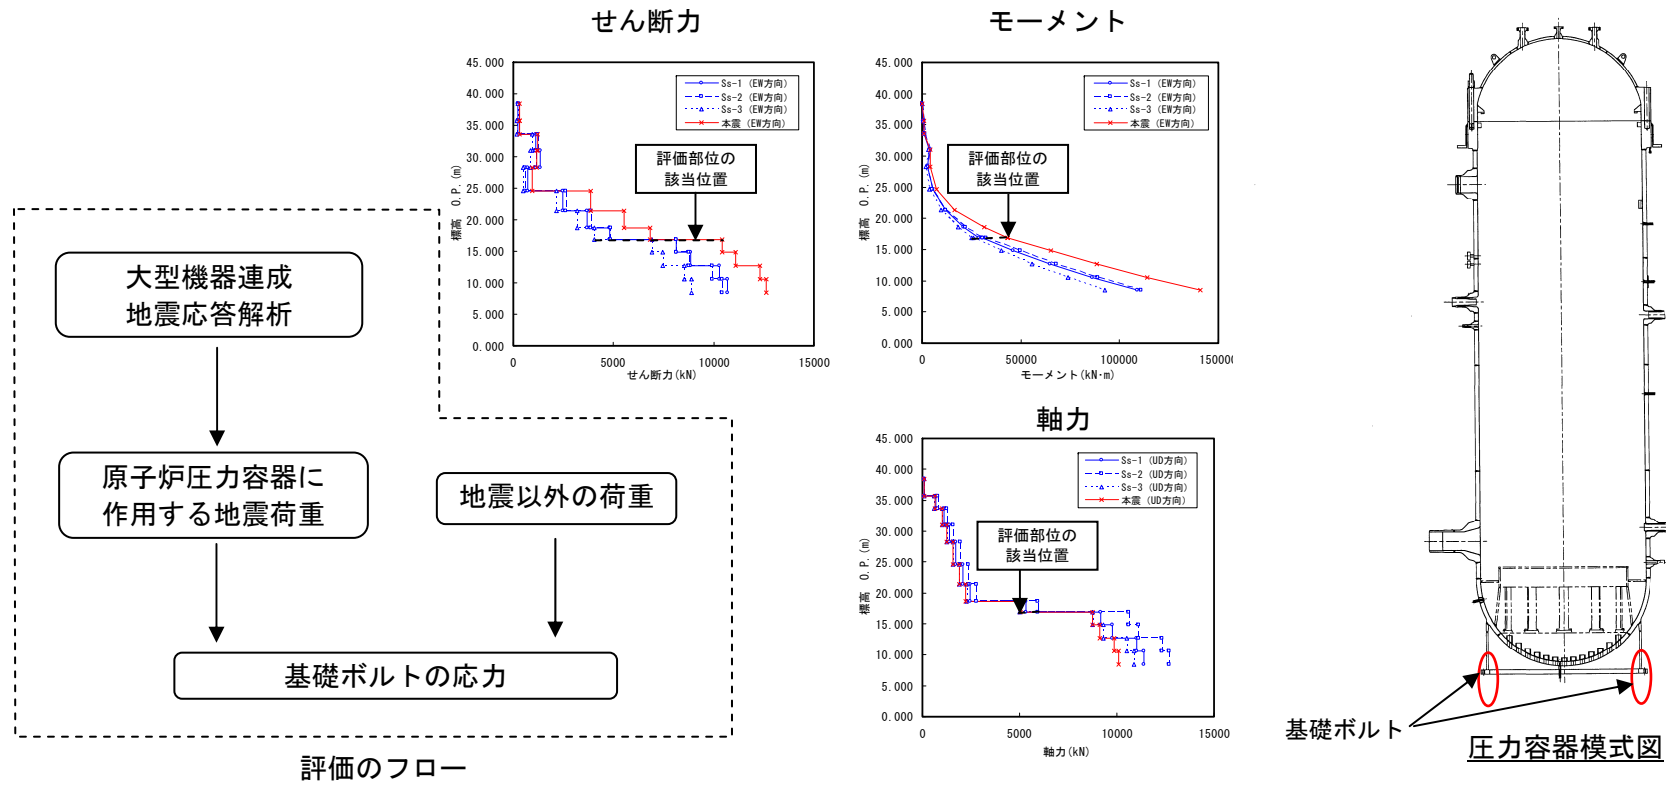 せん断力
45.000
40.000
35.000
30.000
25.000
20.000
15.000
10.000
5.000
0.000
標高 O.P.(m)
0
5000
10000
15000
せん断力(kN)
Ss-1 (EW方向)
Ss-2 (EW方向)
Ss-3 (EW方向)
本震 (EW方向)
評価部位の
該当位置
モーメント
45.000
40.000
35.000
30.000
25.000
20.000
15.000
10.000
5.000
0.000
標高 O.P.(m)
0
50000
100000
150000
モーメント(kN·m)
Ss-1 (EW方向)
Ss-2 (EW方向)
Ss-3 (EW方向)
本震 (EW方向)
評価部位の
該当位置
軸力
45.000
40.000
35.000
30.000
25.000
20.000
15.000
10.000
5.000
0.000
標高 O.P.(m)
0
5000
10000
15000
軸力(kN)
Ss-1 (UD方向)
Ss-2 (UD方向)
Ss-3 (UD方向)
本震 (UD方向)
評価部位の
該当位置
大型機器連成
地震応答解析
原子炉圧力容器に
作用する地震荷重
地震以外の荷重
基礎ボルトの応力
評価のフロー
基礎ボルト
圧力容器模式図